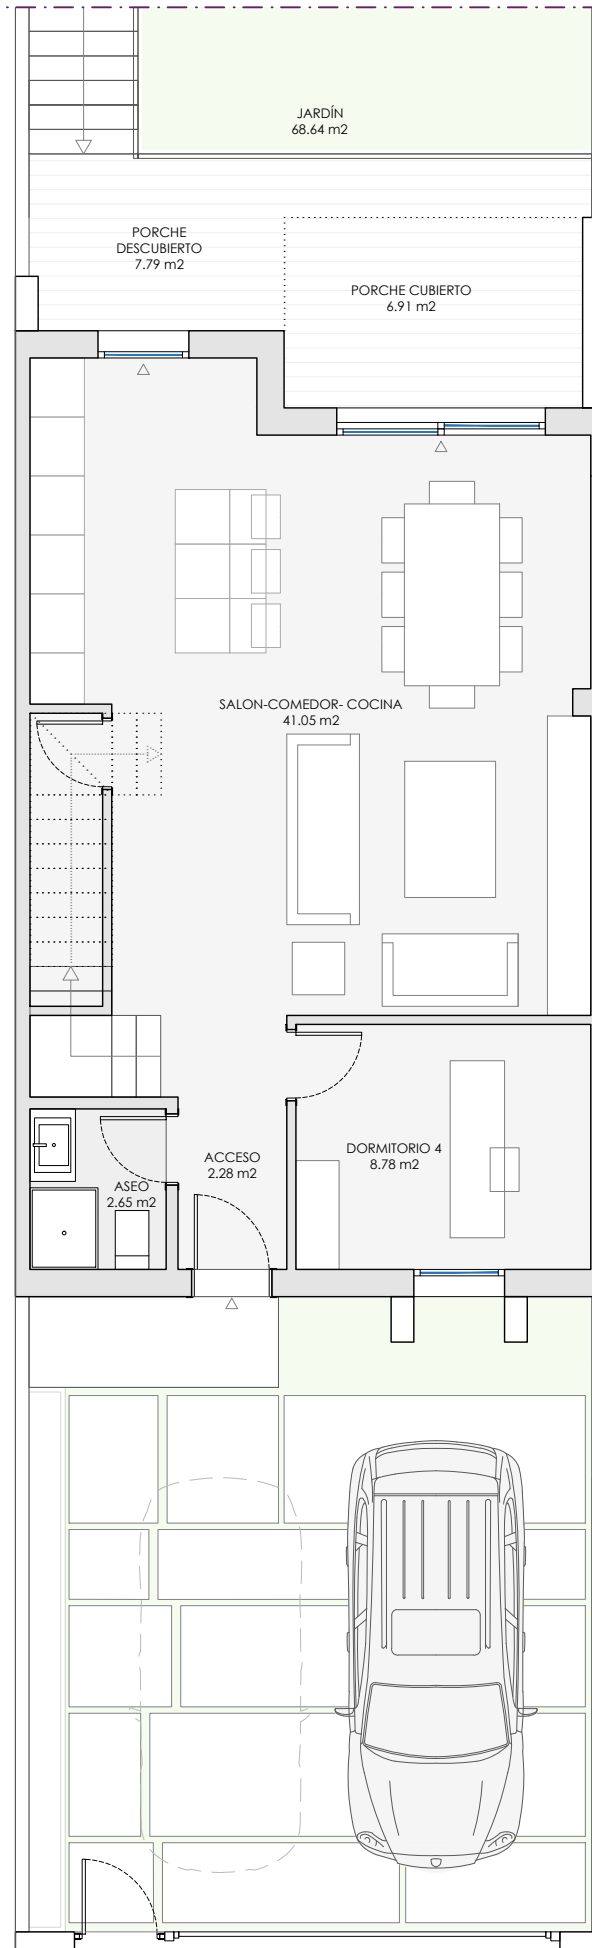 JARDÍN
68.64 m2
PORCHE
DESCUBIERTO
7.79 m2
PORCHE CUBIERTO
6.91 m2
SALON-COMEDOR- COCINA
41.05 m2
ACCESO
2.28 m2
DORMITORIO 4
8.78 m2
ASEO
2.65 m2